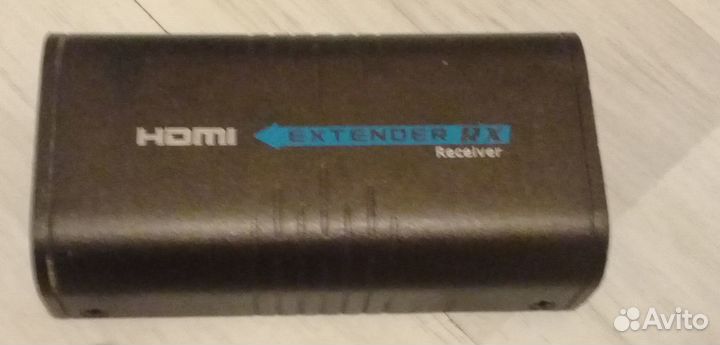 HDMI EXTENDER RX
Receiver
Avito